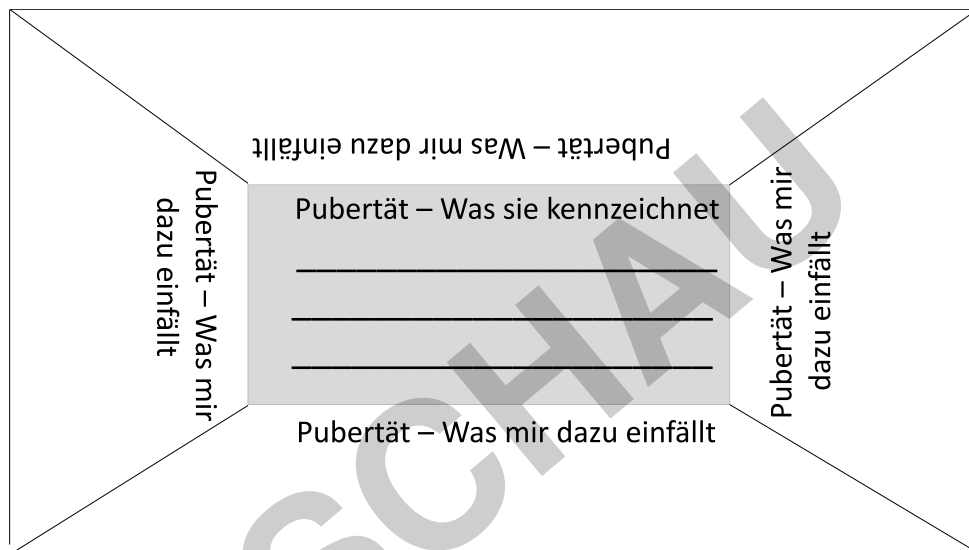 Pubertät – Was mir dazu einfällt
Pubertät – Was mir
dazu einfällt
Pubertät – Was sie kennzeichnet
Pubertät – Was mir
dazu einfällt
Pubertät – Was mir dazu einfällt
SCHAU